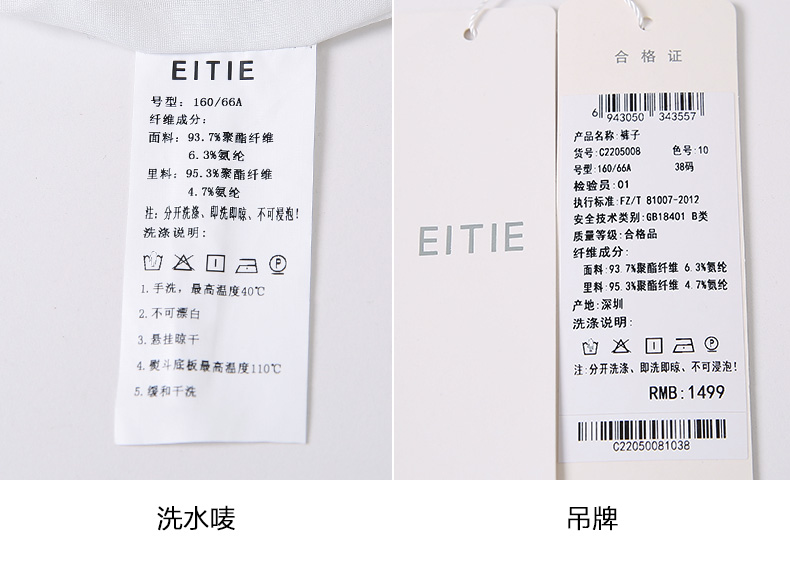 EITIE
号型: 160/66A
纤维成分:
面料: 93.7%聚酯纤维
6.3%氨纶
里料: 95.3%聚酯纤维
4.7%氨纶
注: 分开洗涤、即洗即晾、不可浸泡!
洗涤说明:
1.手洗，最高温度40℃
2.不可漂白
3.悬挂晾干
4.熨斗底板最高温度110℃
5.缓和干洗
洗水唛
EITIE
合格证
6 943050 343557
产品名称: 裤子
货号:C2205008 色号:10
号型:160/66A 38码
检验员:01
执行标准:FZ/T 81007-2012
安全技术类别:GB18401 B类
质量等级:合格品
纤维成分:
面料:93.7%聚酯纤维 6.3%氨纶
里料:95.3%聚酯纤维 4.7%氨纶
产地:深圳
洗涤说明:
注:分开洗涤、即洗即晾、不可浸泡!
RMB:1499
C22050081038
吊牌